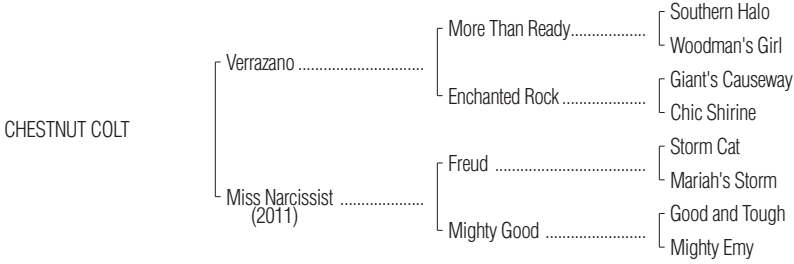 Southern Halo
More Than Ready..................
Woodman's Girl
Verrazano ..............................
Giant's Causeway
Enchanted Rock ....................
Chic Shirine
CHESTNUT COLT
Storm Cat
Freud ....................................
Mariah's Storm
Miss Narcissist ....................
(2011)
Good and Tough
Mighty Good ........................
Mighty Emy